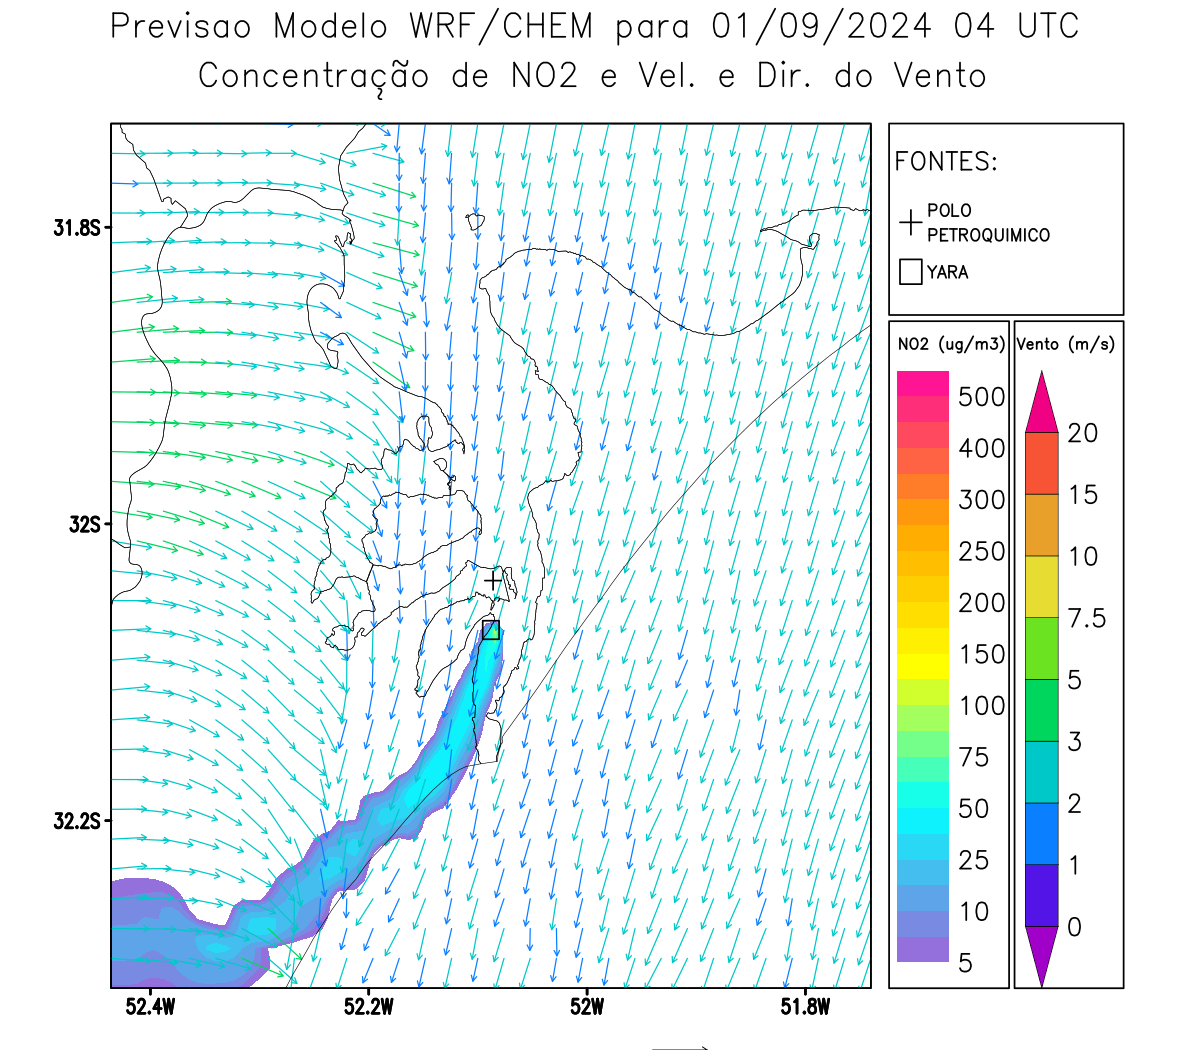 Previsao Modelo WRF/CHEM para 01/09/2024 04 UTC
Concentração de NO2 e Vel. e Dir. do Vento
FONTES:
POLO
PETROQUIMICO
YARA
NO2 (ug/m3)
500
400
300
250
200
150
100
75
50
25
10
5
Vento (m/s)
20
15
10
7.5
5
3
2
1
0
31.8S
32S
32.2S
52.4W
52.2W
52W
51.8W